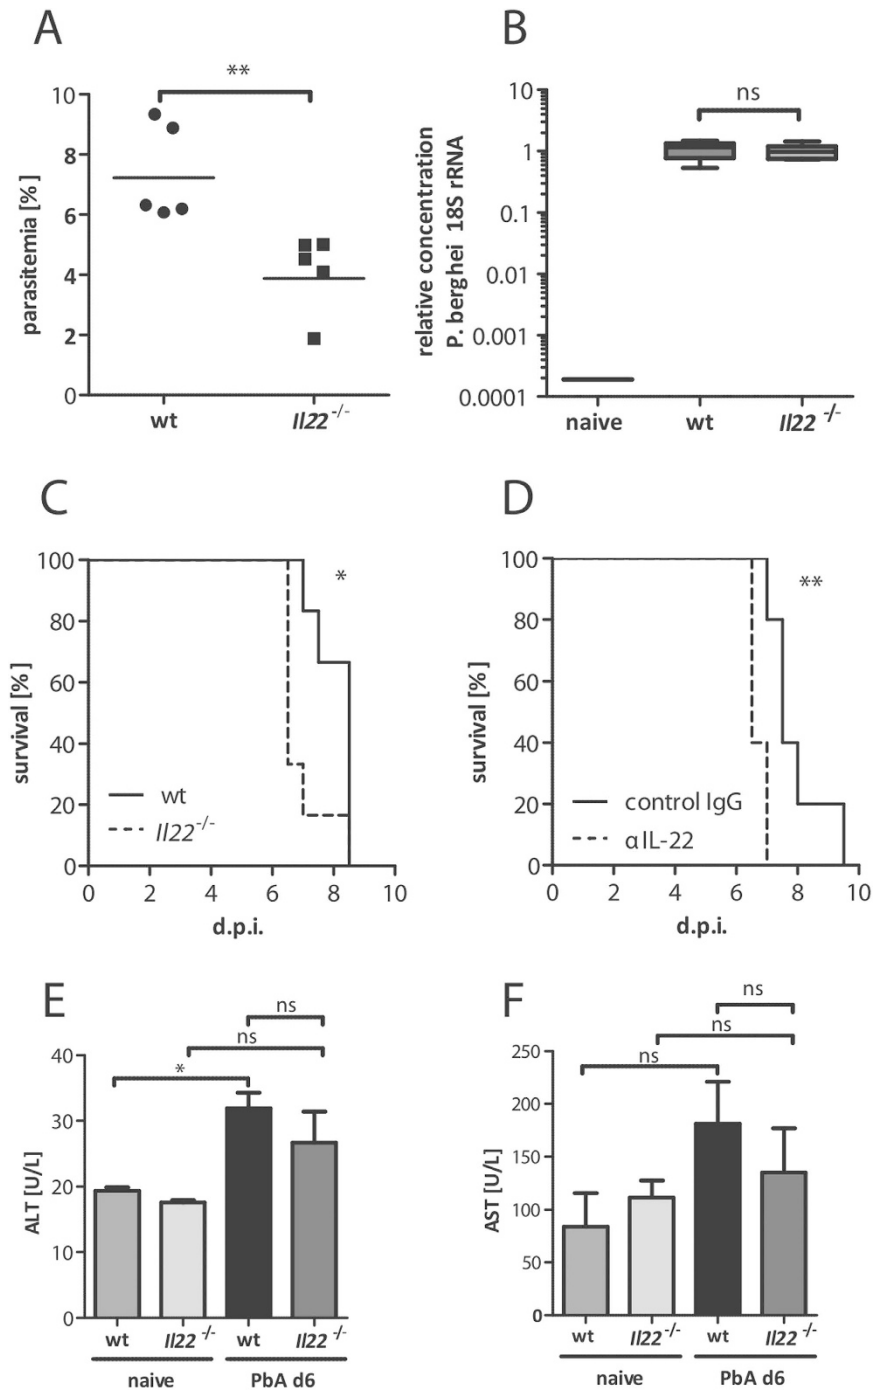 A
**
10
8
6
4
2
0
parasitemia [%]
wt
Il22-/-
B
ns
10
1
0.1
0.01
0.001
0.0001
relative concentration
P. berghei 18S rRNA
naive
wt
Il22 -/-
C
100
80
60
40
20
0
survival [%]
*
wt
Il22-/-
0 2 4 6 8 10
d.p.i.
D
100
80
60
40
20
0
survival [%]
**
control IgG
αIL-22
0 2 4 6 8 10
d.p.i.
E
ns
ns
*
40
30
20
10
0
ALT [U/L]
wt Il22 -/- wt Il22 -/-
naive PbA d6
F
ns
ns
ns
250
200
150
100
50
0
AST [U/L]
wt Il22 -/- wt Il22 -/-
naive PbA d6